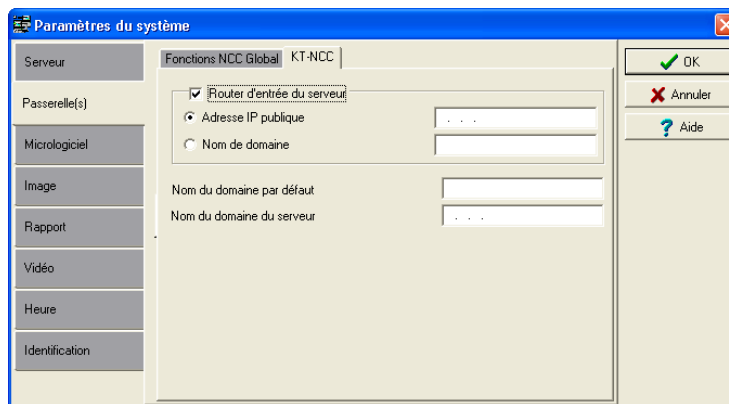 Paramètres du système
Serveur
Passerelle(s)
Micrologiciel
Image
Rapport
Vidéo
Heure
Identification
Fonctions NCC Global
KT-NCC
Router d'entrée du serveur
Adresse IP publique
. . .
Nom de domaine
Nom du domaine par défaut
Nom du domaine du serveur
. . .
OK
Annuler
? Aide